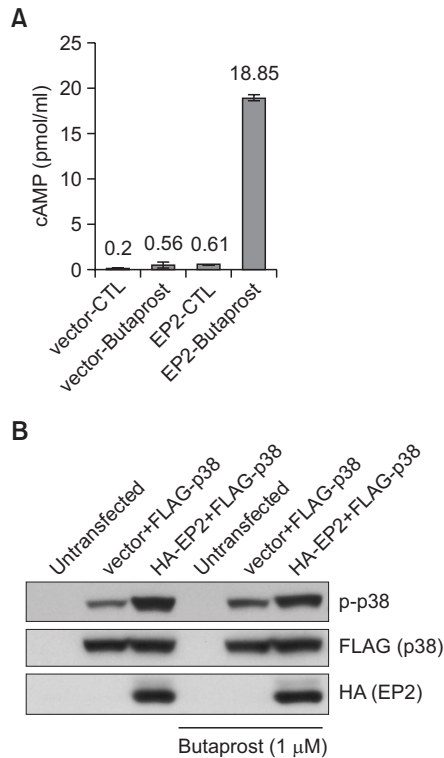 A
25
20
15
10
5
0
cAMP (pmol/ml)
0.2
0.56
0.61
18.85
vector-CTL
vector-Butaprost
EP2-CTL
EP2-Butaprost
B
Untransfected
vector+FLAG-p38
HA-EP2+FLAG-p38
Untransfected
vector+FLAG-p38
HA-EP2+FLAG-p38
p-p38
FLAG (p38)
HA (EP2)
Butaprost (1 μM)